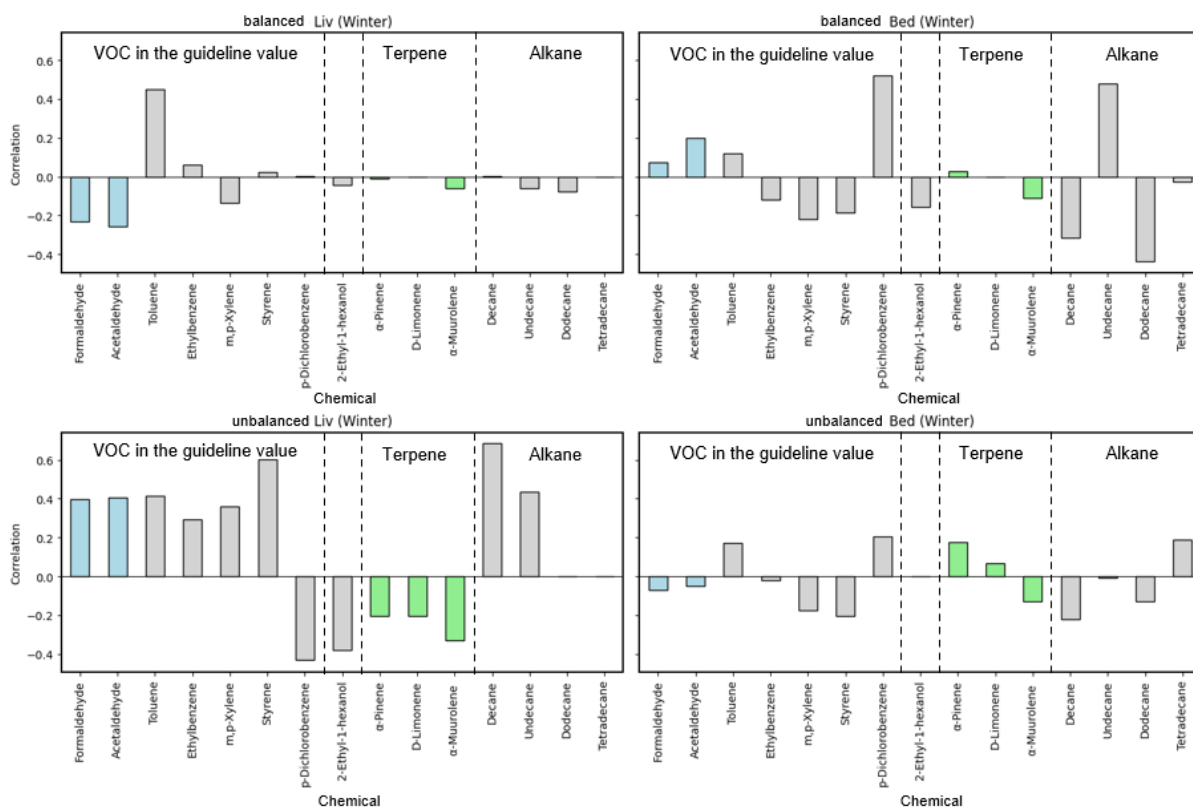 balanced Liv (Winter)
VOC in the guideline value Terpene Alkane
Correlation
0.6
0.4
0.2
0.0
−0.2
−0.4
Formaldehyde
Acetaldehyde
Toluene
Ethylbenzene
m,p-Xylene
Styrene
p-Dichlorobenzene
2-Ethyl-1-hexanol
α-Pinene
D-Limonene
α-Muurolene
Decane
Undecane
Dodecane
Tetradecane
Chemical
balanced Bed (Winter)
VOC in the guideline value Terpene Alkane
Formaldehyde
Acetaldehyde
Toluene
Ethylbenzene
m,p-Xylene
Styrene
p-Dichlorobenzene
2-Ethyl-1-hexanol
α-Pinene
D-Limonene
α-Muurolene
Decane
Undecane
Dodecane
Tetradecane
Chemical
unbalanced Liv (Winter)
VOC in the guideline value Terpene Alkane
Correlation
0.6
0.4
0.2
0.0
−0.2
−0.4
Formaldehyde
Acetaldehyde
Toluene
Ethylbenzene
m,p-Xylene
Styrene
p-Dichlorobenzene
2-Ethyl-1-hexanol
α-Pinene
D-Limonene
α-Muurolene
Decane
Undecane
Dodecane
Tetradecane
Chemical
unbalanced Bed (Winter)
VOC in the guideline value Terpene Alkane
Formaldehyde
Acetaldehyde
Toluene
Ethylbenzene
m,p-Xylene
Styrene
p-Dichlorobenzene
2-Ethyl-1-hexanol
α-Pinene
D-Limonene
α-Muurolene
Decane
Undecane
Dodecane
Tetradecane
Chemical